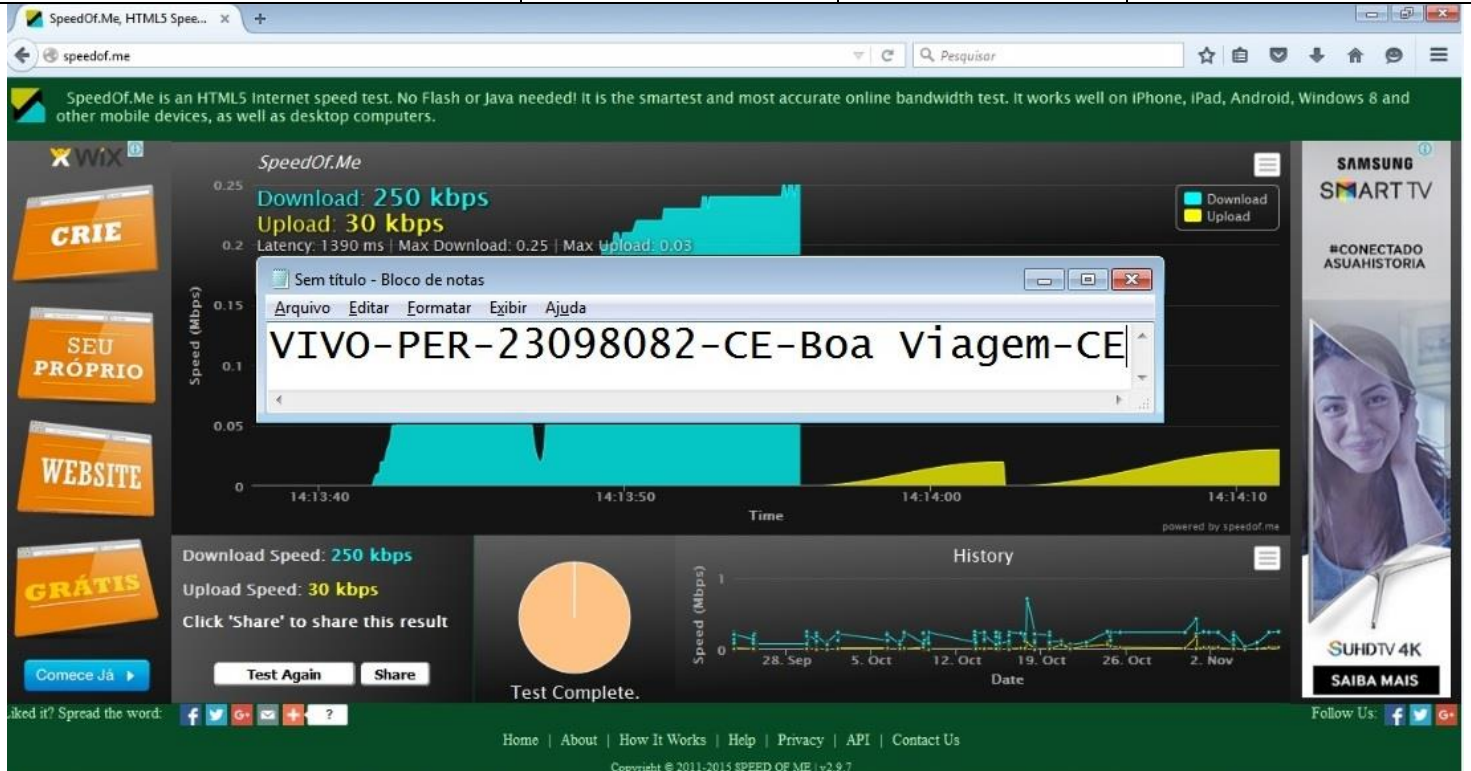 SpeedOf.Me, HTML5 Spee...
speedof.me
Pesquisar
SpeedOf.Me is an HTML5 Internet speed test. No Flash or Java needed! It is the smartest and most accurate online bandwidth test. It works well on iPhone, iPad, Android, Windows 8 and
other mobile devices, as well as desktop computers.
WiX
CRIE
SEU
PRÓPRIO
WEBSITE
GRÁTIS
Comece Já
SpeedOf.Me
Download: 250 kbps
Upload: 30 kbps
Latency: 1390 ms | Max Download: 0.25 | Max Upload: 0.03
Download
Upload
Speed (Mbps)
0.25
0.2
0.15
0.1
0.05
0
Sem título - Bloco de notas
Arquivo Editar Formatar Exibir Ajuda
VIVO-PER-23098082-CE-Boa Viagem-CE
14:13:40 14:13:50 14:14:00 14:14:10
Time
powered by speedof.me
SAMSUNG
SMART TV
#CONECTADO
ASUAHISTORIA
SUHDTV 4K
SAIBA MAIS
Download Speed: 250 kbps
Upload Speed: 30 kbps
Click 'Share' to share this result
Test Again Share
Test Complete.
History
Speed (Mbps)
1
0
28. Sep 5. Oct 12. Oct 19. Oct 26. Oct 2. Nov
Date
Liked it? Spread the word:
?
Follow Us:
Home | About | How It Works | Help | Privacy | API | Contact Us
Copyright © 2011-2015 SPEED OF ME | v2.9.7